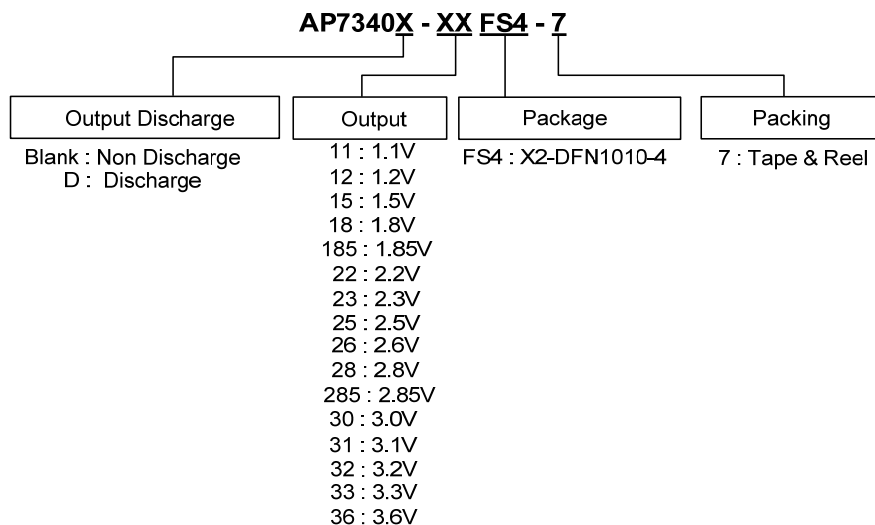 AP7340X - XX FS4 - 7
Output Discharge
Blank : Non Discharge
D : Discharge
Output
11 : 1.1V
12 : 1.2V
15 : 1.5V
18 : 1.8V
185 : 1.85V
22 : 2.2V
23 : 2.3V
25 : 2.5V
26 : 2.6V
28 : 2.8V
285 : 2.85V
30 : 3.0V
31 : 3.1V
32 : 3.2V
33 : 3.3V
36 : 3.6V
Package
FS4 : X2-DFN1010-4
Packing
7 : Tape & Reel